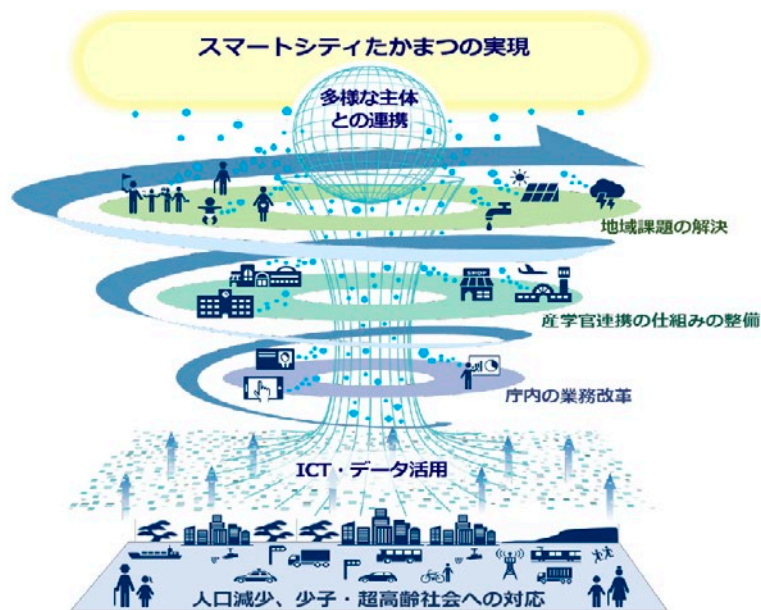 スマートシティたかまつの実現
多様な主体
との連携
地域課題の解決
SHOP
産学官連携の仕組みの整備
庁内の業務改革
ICT・データ活用
人口減少、少子・超高齢社会への対応